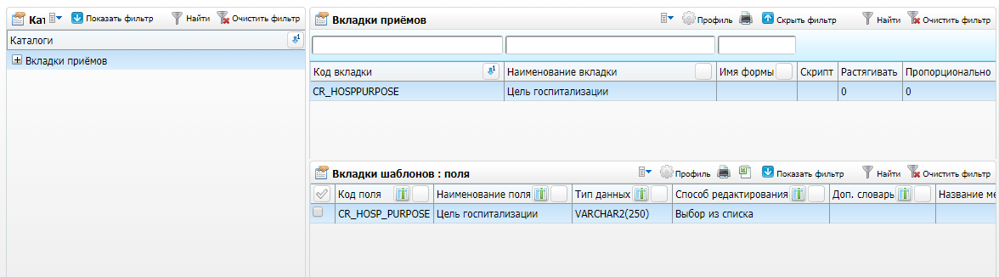 Кат Показать фильтр Найти Очистить фильтр
Каталоги
Вкладки приёмов
Вкладки приёмов Профиль Скрыть фильтр Найти Очистить фильтр
Код вкладки Наименование вкладки Имя формы Скрипт Растягивать Пропорционально
CR_HOSPPURPOSE Цель госпитализации 0 0
Вкладки шаблонов : поля Профиль Показать фильтр Найти Очистить фильтр
Код поля Наименование поля Тип данных Способ редактирования Доп. словарь Название ме
CR_HOSP_PURPOSE Цель госпитализации VARCHAR2(250) Выбор из списка